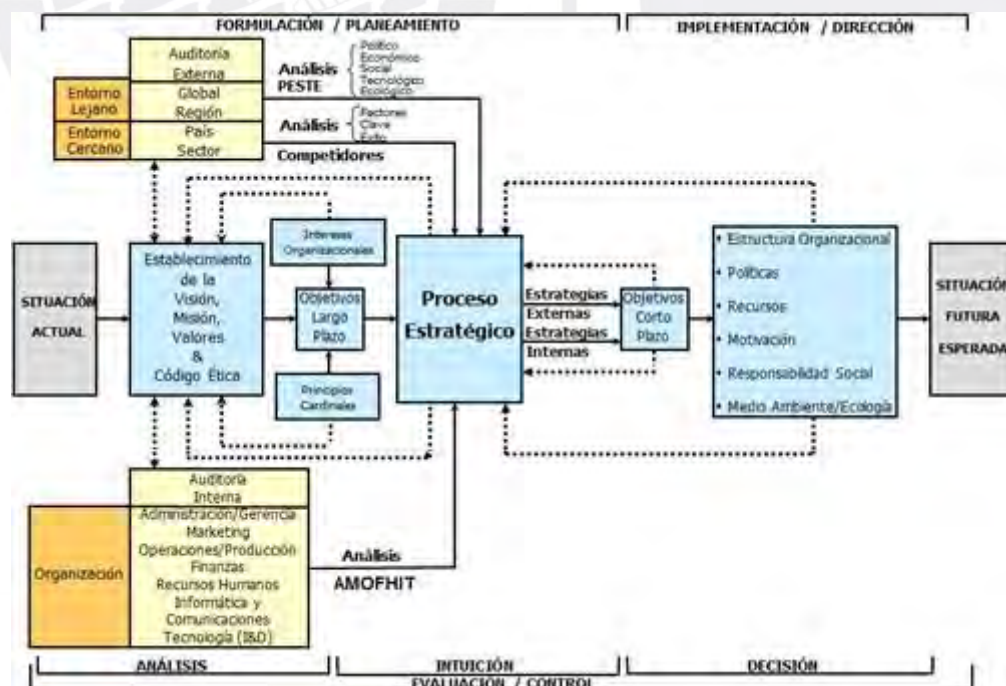 FORMULACIÓN / PLANEAMIENTO
IMPLEMENTACIÓN / DIRECCIÓN
Auditoría
Externa
Entorno
Lejano
Global
Región
Entorno
Cercano
País
Sector
Análisis
PESTE
Político
Económico
Social
Tecnológico
Ecológico
Análisis
Competidores
Factores
Clave
Éxito
SITUACIÓN
ACTUAL
Establecimiento
de la
Visión,
Misión,
Valores
&
Código Ética
Intereses
Organizacionales
Objetivos
Largo
Plazo
Principios
Cardinales
Proceso
Estratégico
Estrategias
Externas
Estrategias
Internas
Objetivos
Corto
Plazo
• Estructura Organizacional
• Políticas
• Recursos
• Motivación
• Responsabilidad Social
• Medio Ambiente/Ecología
SITUACIÓN
FUTURA
ESPERADA
Auditoría
Interna
Organización
Administración/Gerencia
Marketing
Operaciones/Producción
Finanzas
Recursos Humanos
Informática y
Comunicaciones
Tecnología (I&D)
Análisis
AMOFHIT
ANÁLISIS
INTUICIÓN
DECISIÓN
EVALUACIÓN / CONTROL